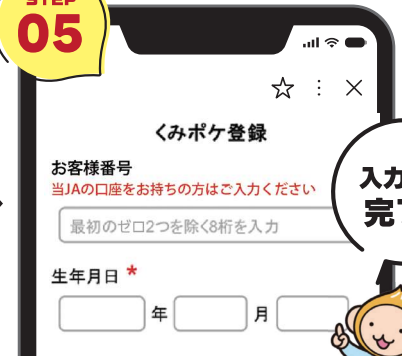 STEP
05
くみポケ登録
お客様番号
当JAの口座をお持ちの方はご入力ください
最初のゼロ2つを除く8桁を入力
生年月日 *
年 月
入力
完